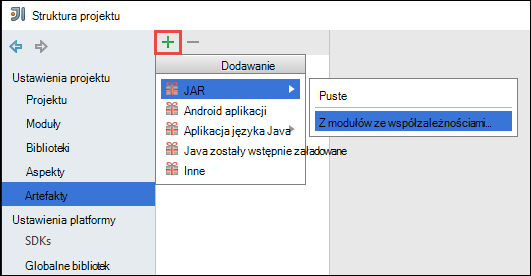 Struktura projektu
Ustawienia projektu
Projektu
Moduły
Biblioteki
Aspekty
Artefakty
Ustawienia platformy
SDKs
Globalne bibliotek
Dodawanie
JAR
Android aplikacji
Aplikacja języka Java
Java zostały wstępnie załadowane
Inne
Puste
Z modułów ze współzależnościami...